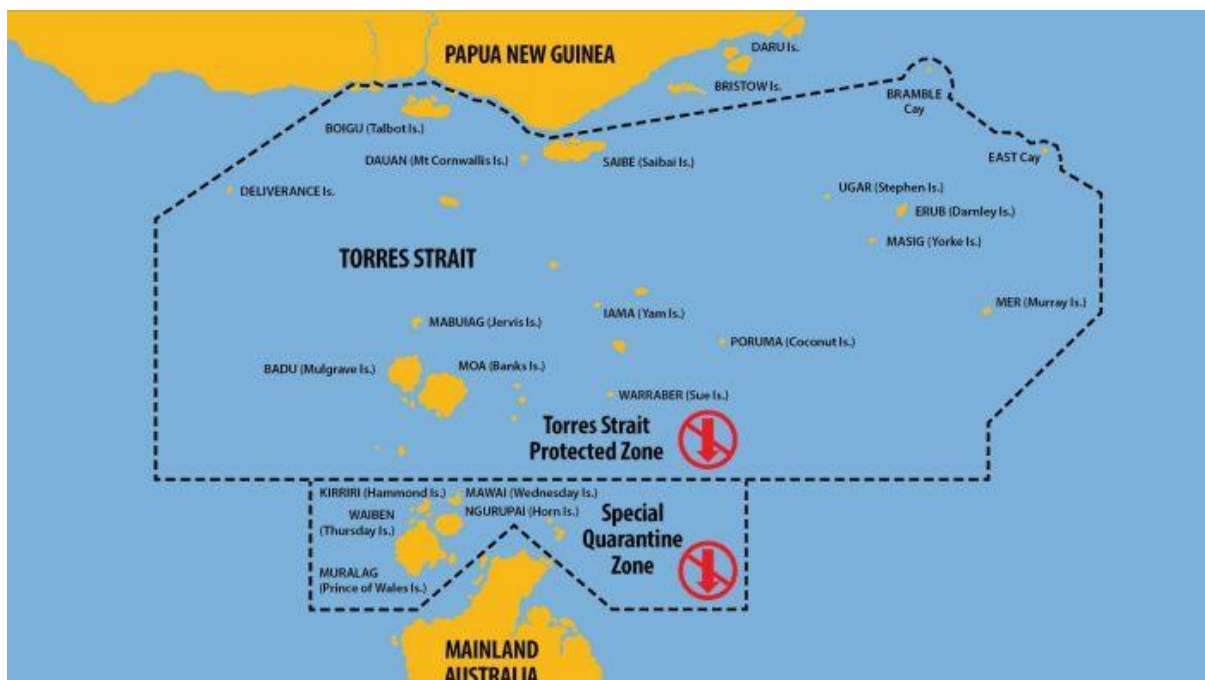 PAPUA NEW GUINEA
DARU Is.
BRISTOW Is.
BRAMBLE
Cay
BOIGU (Talbot Is.)
DAUAN (Mt Cornwallis Is.)
SAIBE (Saibai Is.)
EAST Cay
DELIVERANCE Is.
UGAR (Stephen Is.)
ERUB (Darnley Is.)
MASIG (Yorke Is.)
TORRES STRAIT
MER (Murray Is.)
IAMA (Yam Is.)
MABUIAG (Jervis Is.)
PORUMA (Coconut Is.)
BADU (Mulgrave Is.)
MOA (Banks Is.)
WARRABER (Sue Is.)
Torres Strait
Protected Zone
KIRRIRI (Hammond Is.)
MAWAI (Wednesday Is.)
WAIBEN
(Thursday Is.)
NGURUPAI (Horn Is.)
Special
Quarantine
Zone
MURALAG
(Prince of Wales Is.)
MAINLAND
AUSTRALIA